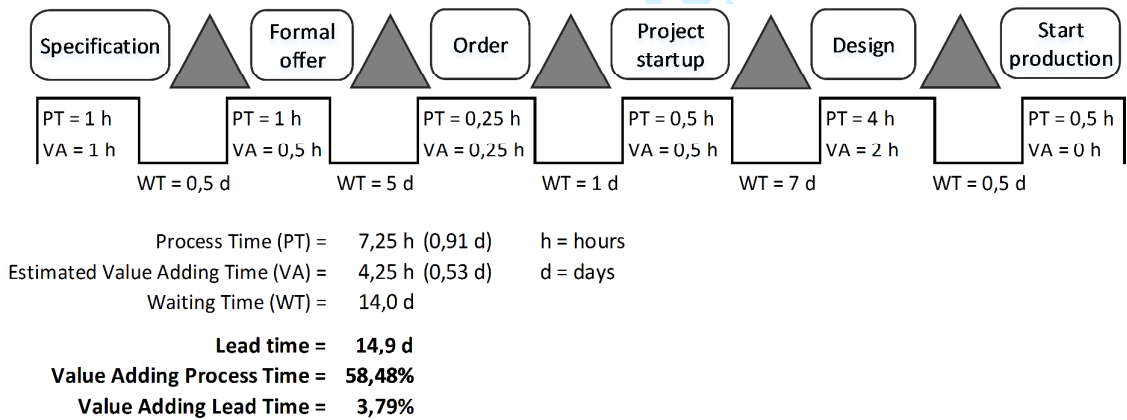 Specification
Formal
offer
Order
Project
startup
Design
Start
production
PT = 1 h
VA = 1 h
PT = 1 h
VA = 0,5 h
PT = 0,25 h
VA = 0,25 h
PT = 0,5 h
VA = 0,5 h
PT = 4 h
VA = 2 h
PT = 0,5 h
VA = 0 h
WT = 0,5 d
WT = 5 d
WT = 1 d
WT = 7 d
WT = 0,5 d
Process Time (PT) = 7,25 h (0,91 d) h = hours
Estimated Value Adding Time (VA) = 4,25 h (0,53 d) d = days
Waiting Time (WT) = 14,0 d
Lead time = 14,9 d
Value Adding Process Time = 58,48%
Value Adding Lead Time = 3,79%